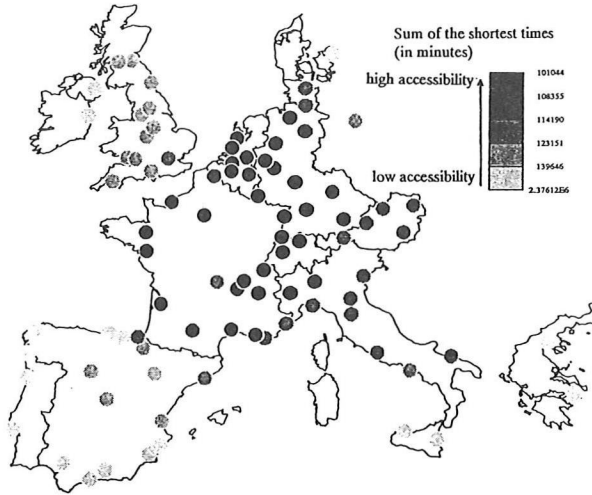 Sum of the shortest times
(in minutes)
high accessibility
101044
108355
114190
123151
low accessibility
139646
2.37612E6